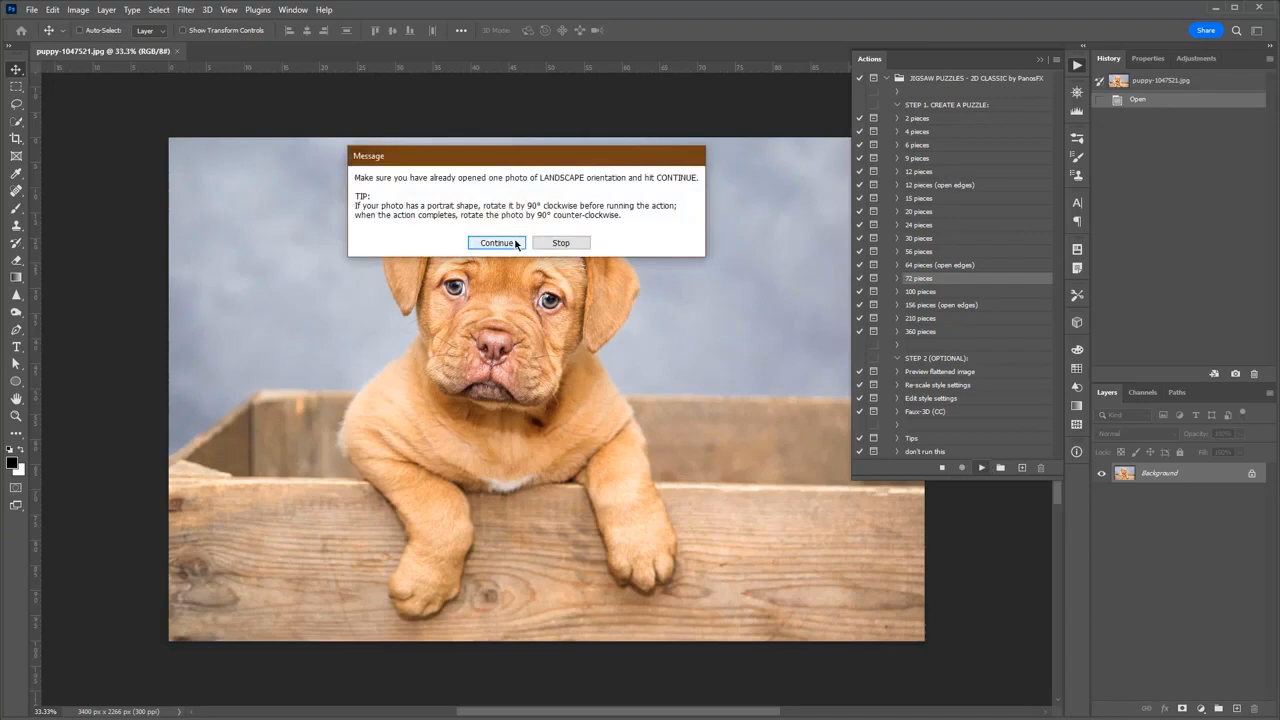 Ps File Edit Image Layer Type Select Filter 3D View Plugins Window Help
Auto-Select: Layer Show Transform Controls 3D Mode Share
puppy-1047521.jpg @ 33.3% (RGB/8#) ×
Message
Make sure you have already opened one photo of LANDSCAPE orientation and hit CONTINUE.
TIP:
If your photo has a portrait shape, rotate it by 90° clockwise before running the action;
when the action completes, rotate the photo by 90° counter-clockwise.
Continue Stop
Actions
JIGSAW PUZZLES - 2D CLASSIC by PanosFX
STEP 1. CREATE A PUZZLE:
2 pieces
4 pieces
6 pieces
9 pieces
12 pieces
12 pieces (open edges)
15 pieces
20 pieces
24 pieces
30 pieces
56 pieces
64 pieces (open edges)
72 pieces
100 pieces
156 pieces (open edges)
210 pieces
360 pieces
STEP 2 (OPTIONAL):
Preview flattened image
Re-scale style settings
Edit style settings
Faux-3D (CC)
Tips
don't run this
History Properties Adjustments
puppy-1047521.jpg
Open
Layers Channels Paths
Kind
Normal Opacity: 100%
Lock: Fill: 100%
Background
33.33% 3400 px x 2266 px (300 ppi)